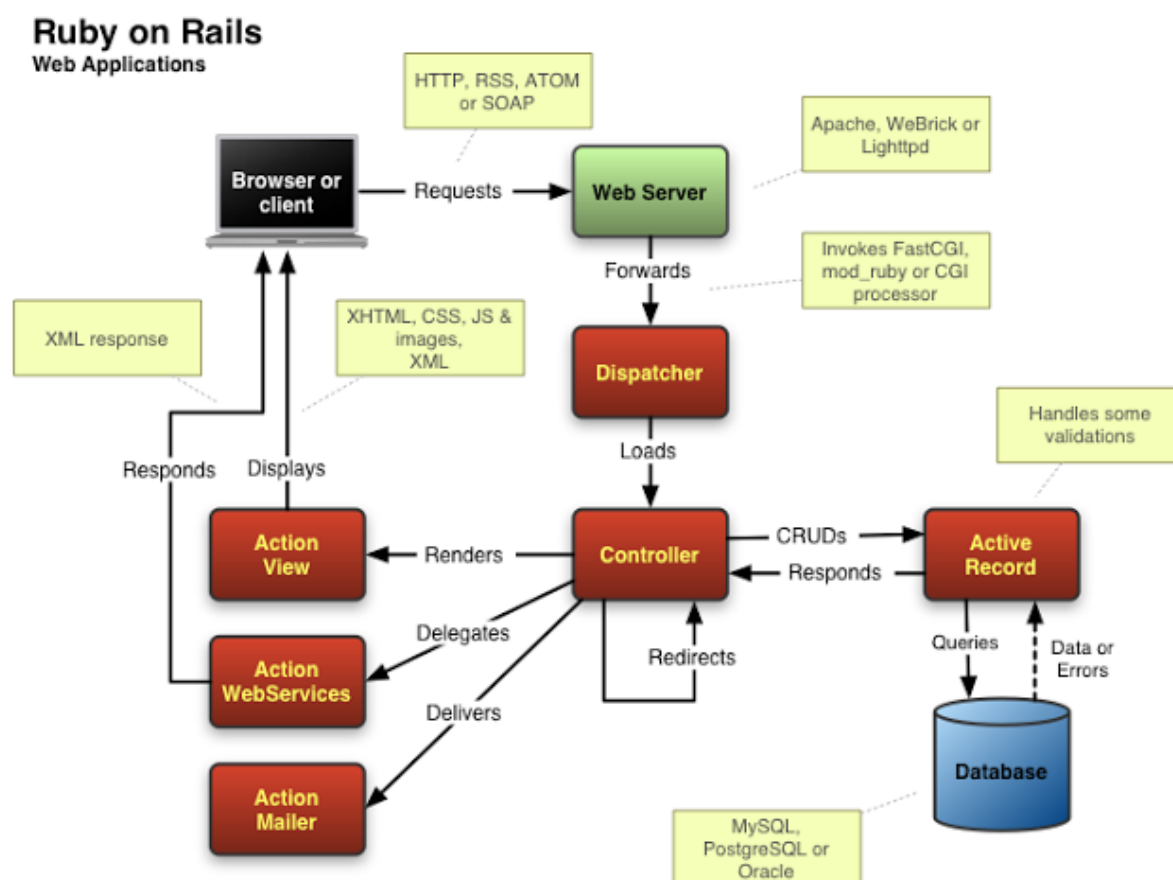 Ruby on Rails
Web Applications
HTTP, RSS, ATOM
or SOAP
Apache, WeBrick or
Lighttpd
Browser or
client
Requests
Web Server
Forwards
Invokes FastCGI,
mod_ruby or CGI
processor
XML response
XHTML, CSS, JS &
images,
XML
Dispatcher
Handles some
validations
Loads
Responds
Displays
Action
View
Renders
Controller
CRUDs
Responds
Active
Record
Delegates
Redirects
Queries
Data or
Errors
Action
WebServices
Delivers
Action
Mailer
Database
MySQL,
PostgreSQL or
Oracle